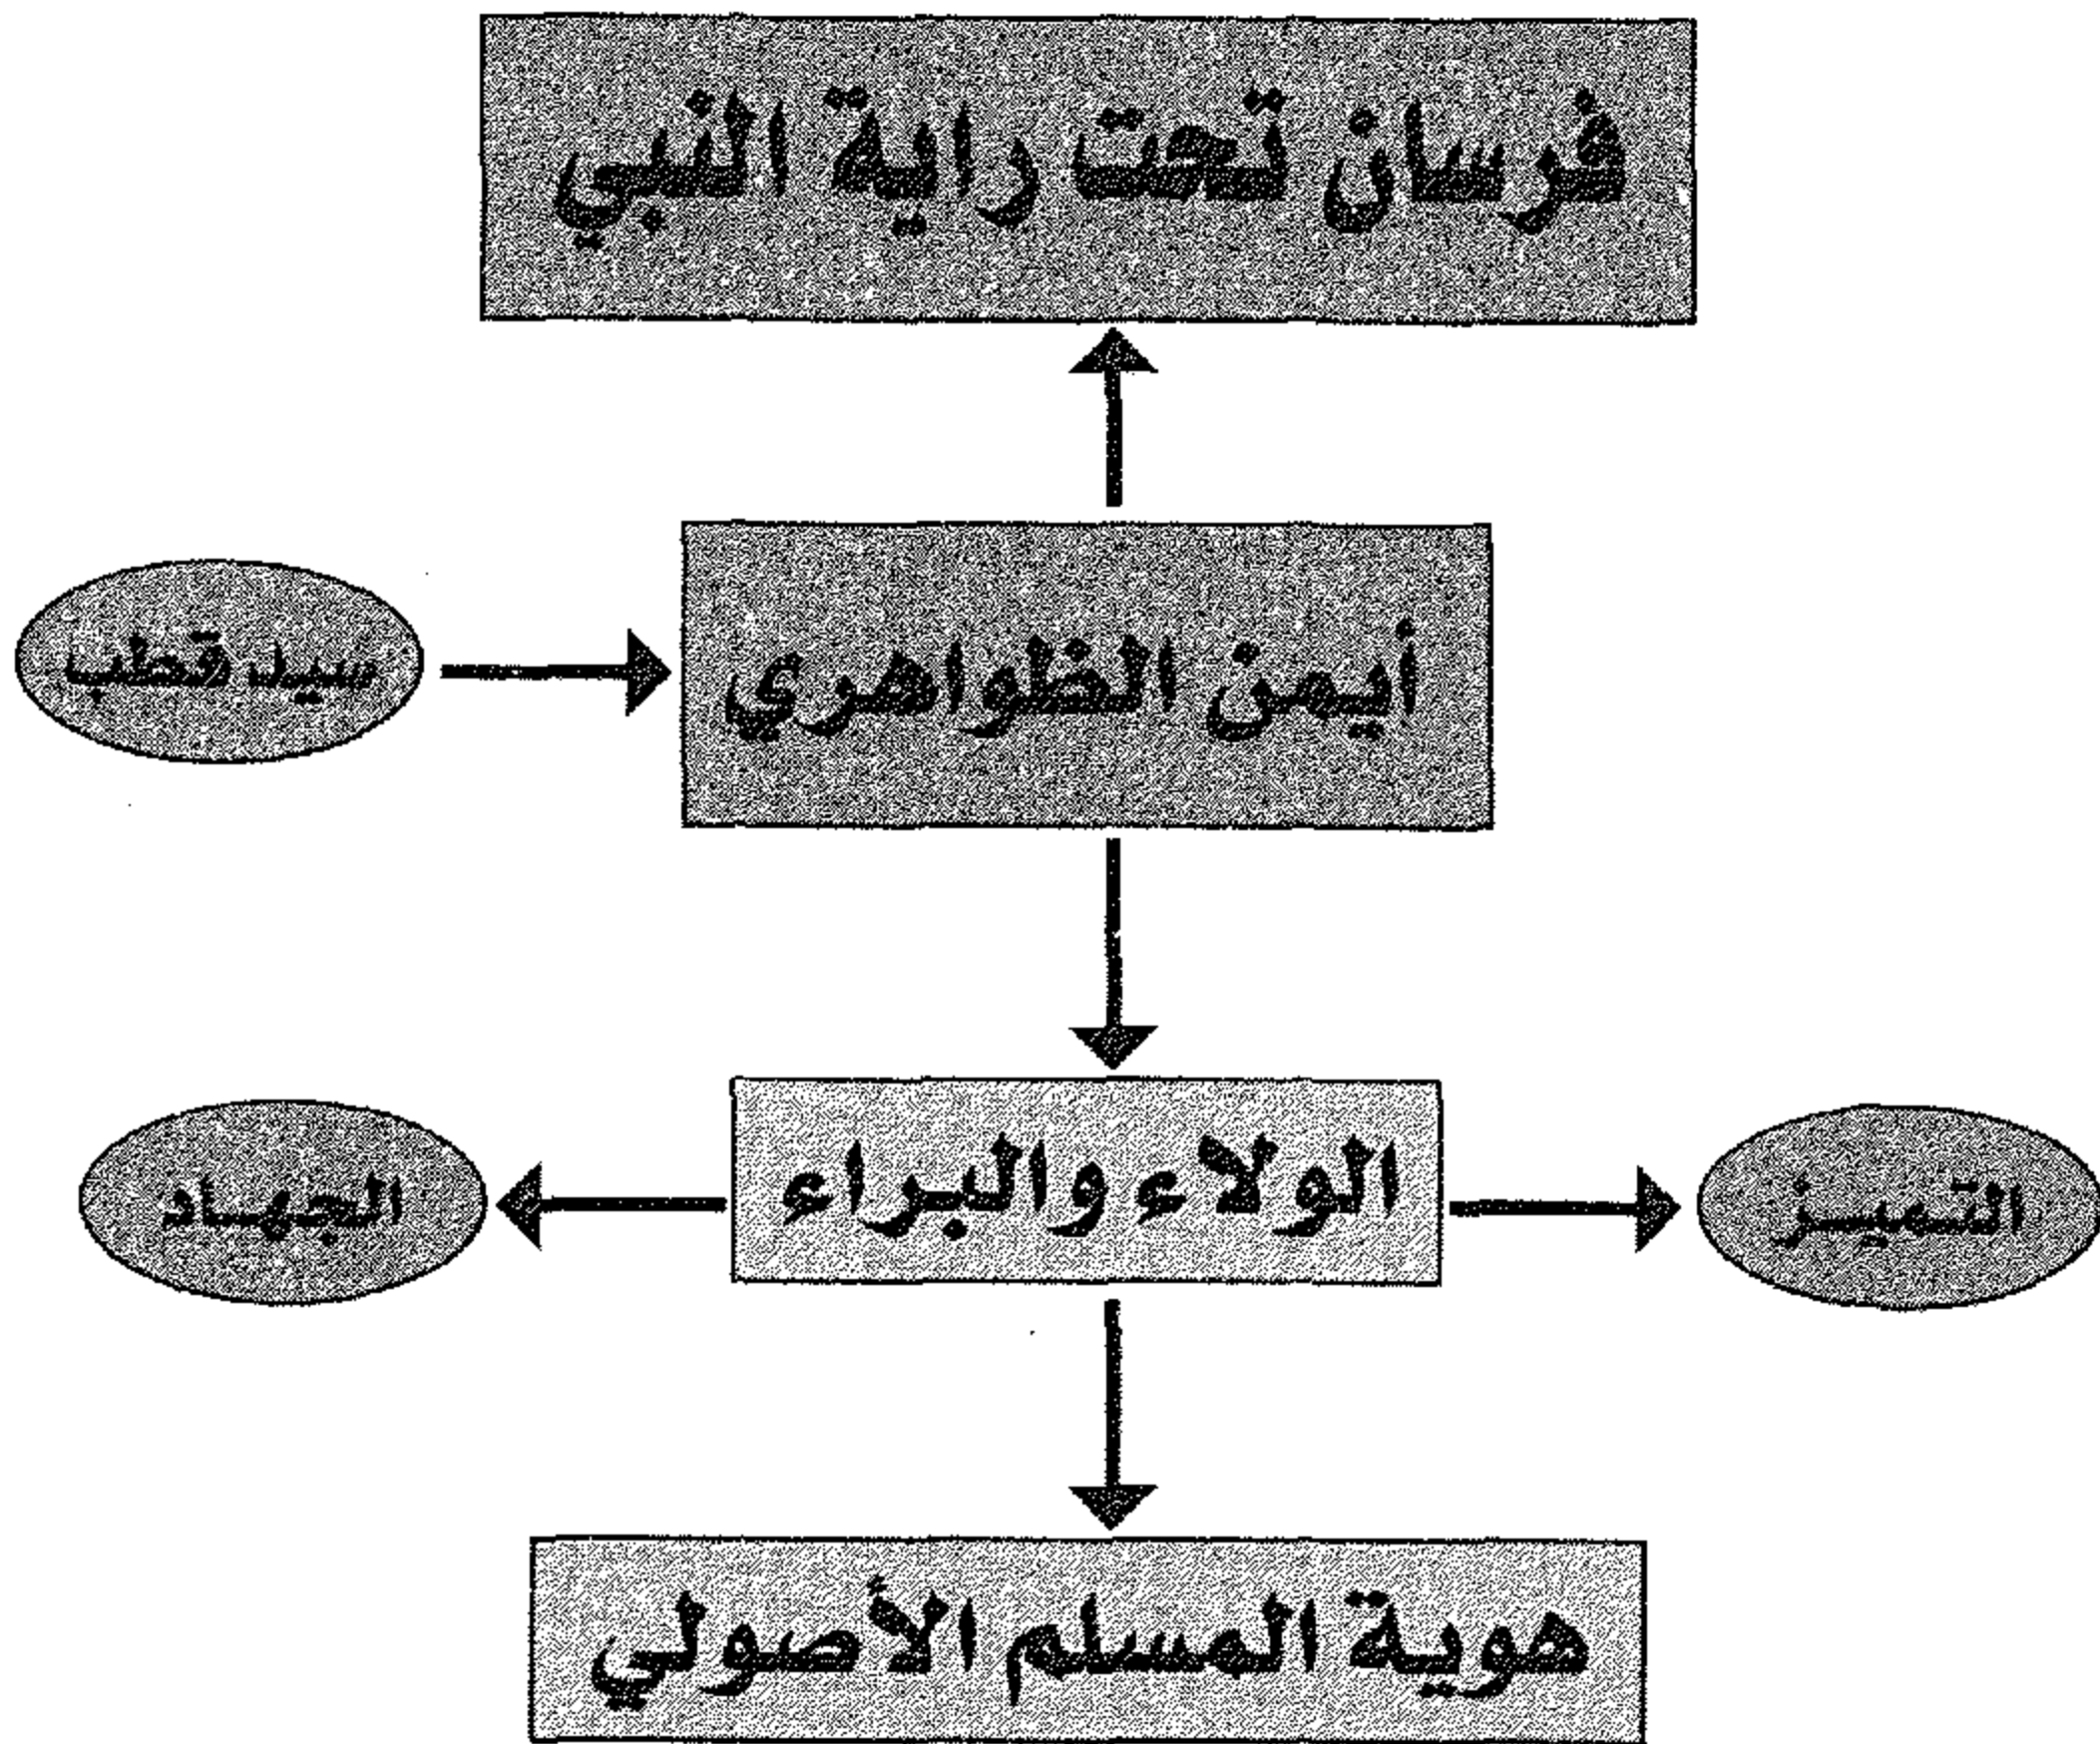 فرسان تحت راية النبي
سيد قطب
أيمن الظواهري
الولاء والبراء
التميز
الجهاد
هوية المسلم الأصولي